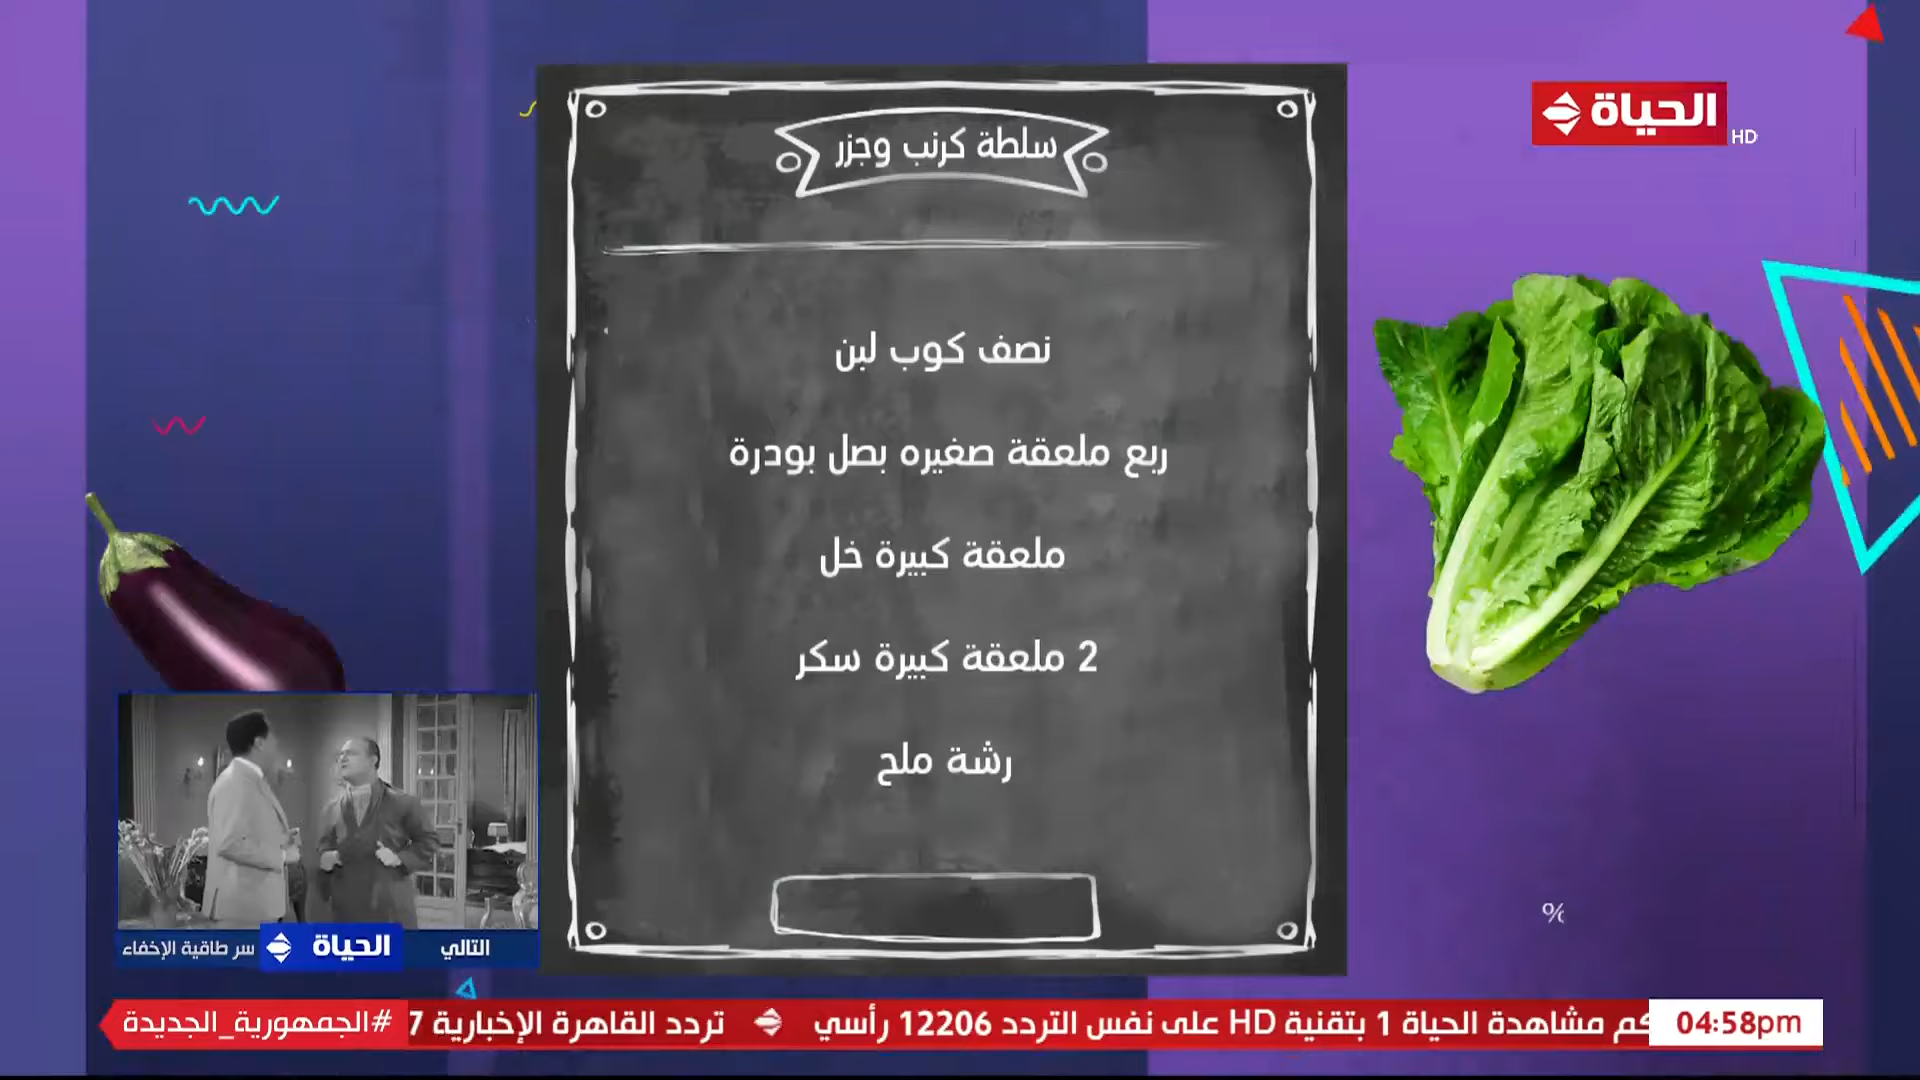 الحياة
HD
سلطة كرنب وجزر
نصف كوب لبن
ربع ملعقة صغيره بصل بودرة
ملعقة كبيرة خل
2 ملعقة كبيرة سكر
رشة ملح
%
التالي
الحياة
سر طاقية الإخفاء
04:58pm
كم مشاهدة الحياة 1 بتقنية HD على نفس التردد 12206 رأسي
تردد القاهرة الإخبارية 7
#الجمهورية_الجديدة